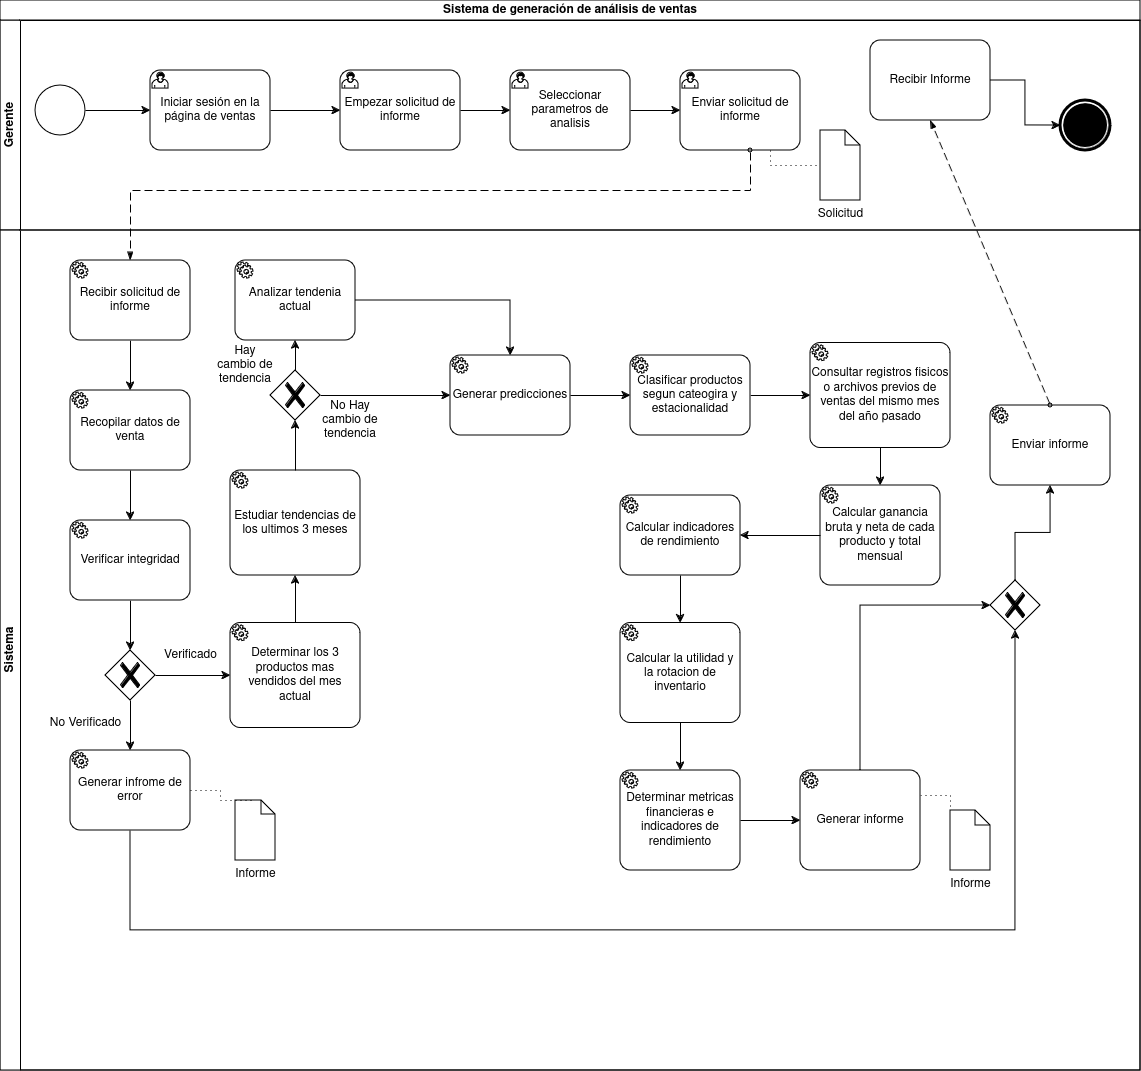 Sistema de generación de análisis de ventas
Gerente
Iniciar sesión en la
página de ventas
Empezar solicitud de
informe
Seleccionar
parametros de
analisis
Enviar solicitud de
informe
Solicitud
Recibir Informe
Sistema
Recibir solicitud de
informe
Recopilar datos de
venta
Verificar integridad
Verificado
No Verificado
Generar infrome de
error
Informe
Determinar los 3
productos mas
vendidos del mes
actual
Estudiar tendencias de
los ultimos 3 meses
Hay
cambio de
tendencia
No Hay
cambio de
tendencia
Analizar tendenia
actual
Generar predicciones
Clasificar productos
segun cateogira y
estacionalidad
Consultar registros fisicos
o archivos previos de
ventas del mismo mes
del año pasado
Calcular ganancia
bruta y neta de cada
producto y total
mensual
Calcular indicadores
de rendimiento
Calcular la utilidad y
la rotacion de
inventario
Determinar metricas
financieras e
indicadores de
rendimiento
Generar informe
Informe
Enviar informe